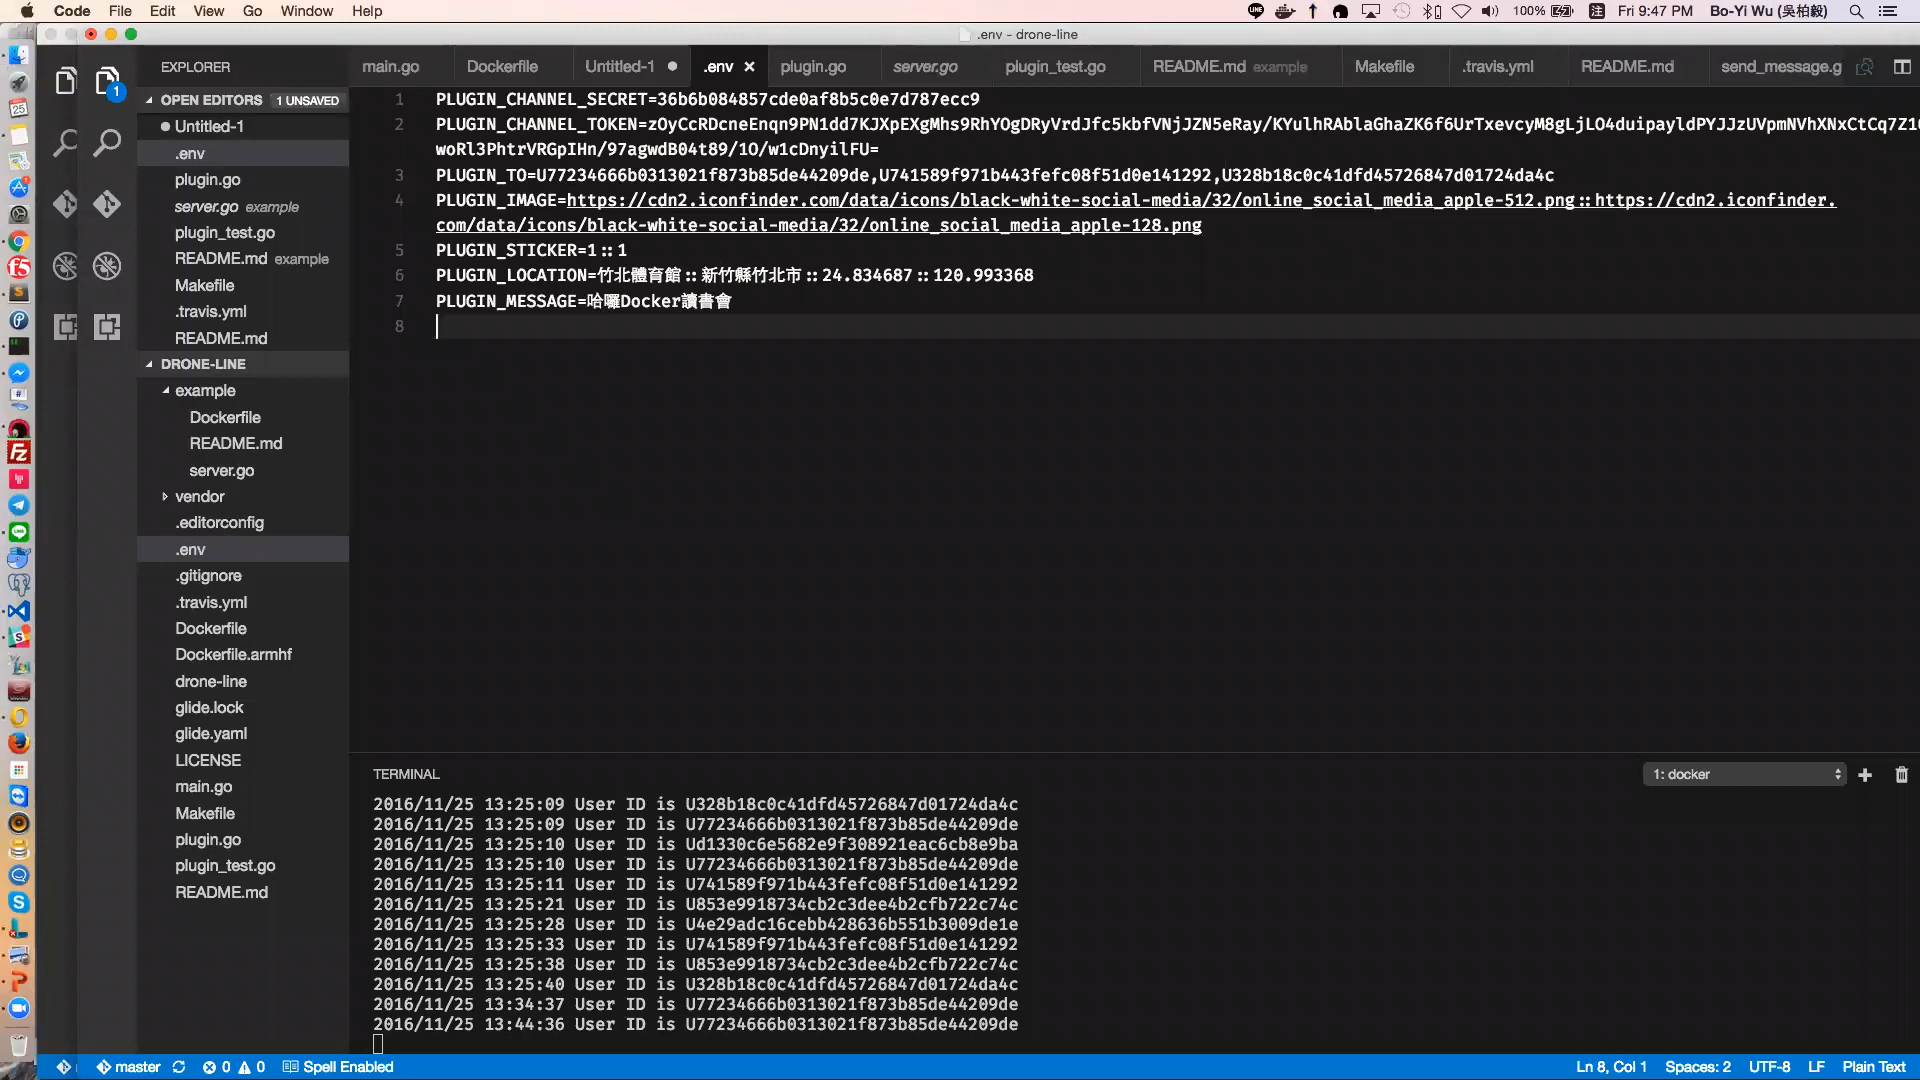 Code File Edit View Go Window Help
100% Fri 9:47 PM Bo-Yi Wu (吳柏毅)
.env - drone-line
EXPLORER
main.go Dockerfile Untitled-1 .env plugin.go server.go plugin_test.go README.md example Makefile .travis.yml README.md send_message.g
OPEN EDITORS 1 UNSAVED
Untitled-1
.env
plugin.go
server.go example
plugin_test.go
README.md example
Makefile
.travis.yml
README.md
DRONE-LINE
example
Dockerfile
README.md
server.go
vendor
.editorconfig
.env
.gitignore
.travis.yml
Dockerfile
Dockerfile.armhf
drone-line
glide.lock
glide.yaml
LICENSE
main.go
Makefile
plugin.go
plugin_test.go
README.md
1 PLUGIN_CHANNEL_SECRET=36b6b084857cde0af8b5c0e7d787ecc9
2 PLUGIN_CHANNEL_TOKEN=zOyCcRDcneEnqn9PN1dd7KJXpEXgMhs9RhYOgDRyVrdJfc5kbfVNjJZN5eRay/KYulhRAblaGhaZK6f6UrTxevcyM8gLjLO4duipayldPYJJzUVpmNVhXNxCtCq7Z1
woRl3PhtrVRGpIHn/97agwdB04t89/1O/w1cDnyilFU=
3 PLUGIN_TO=U77234666b0313021f873b85de44209de,U741589f971b443fefc08f51d0e141292,U328b18c0c41dfd45726847d01724da4c
4 PLUGIN_IMAGE=https://cdn2.iconfinder.com/data/icons/black-white-social-media/32/online_social_media_apple-512.png::https://cdn2.iconfinder.
com/data/icons/black-white-social-media/32/online_social_media_apple-128.png
5 PLUGIN_STICKER=1::1
6 PLUGIN_LOCATION=竹北體育館::新竹縣竹北市::24.834687::120.993368
7 PLUGIN_MESSAGE=哈囉Docker讀書會
8
TERMINAL
1: docker
2016/11/25 13:25:09 User ID is U328b18c0c41dfd45726847d01724da4c
2016/11/25 13:25:09 User ID is U77234666b0313021f873b85de44209de
2016/11/25 13:25:10 User ID is Ud1330c6e5682e9f308921eac6cb8e9ba
2016/11/25 13:25:10 User ID is U77234666b0313021f873b85de44209de
2016/11/25 13:25:11 User ID is U741589f971b443fefc08f51d0e141292
2016/11/25 13:25:21 User ID is U853e9918734cb2c3dee4b2cfb722c74c
2016/11/25 13:25:28 User ID is U4e29adc16cebb428636b551b3009de1e
2016/11/25 13:25:33 User ID is U741589f971b443fefc08f51d0e141292
2016/11/25 13:25:38 User ID is U853e9918734cb2c3dee4b2cfb722c74c
2016/11/25 13:25:40 User ID is U328b18c0c41dfd45726847d01724da4c
2016/11/25 13:34:37 User ID is U77234666b0313021f873b85de44209de
2016/11/25 13:44:36 User ID is U77234666b0313021f873b85de44209de
master 0 0 Spell Enabled Ln 8, Col 1 Spaces: 2 UTF-8 LF Plain Text